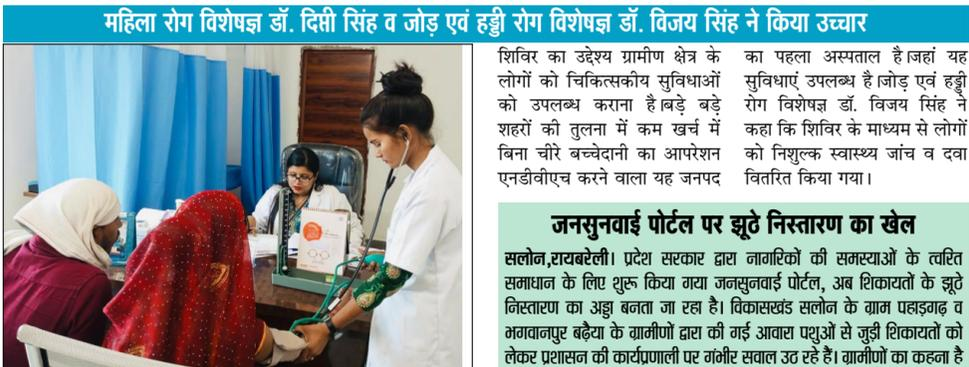 महिला रोग विशेषज्ञ डॉ. दिप्ती सिंह व जोड़ एवं हड्डी रोग विशेषज्ञ डॉ. विजय सिंह ने किया उच्चार
शिविर का उद्देश्य ग्रामीण क्षेत्र के
लोगों को चिकित्सकीय सुविधाओं
को उपलब्ध कराना है।बड़े बड़े
शहरों की तुलना में कम खर्च में
बिना चीरे बच्चेदानी का आपरेशन
एनडीवीएच करने वाला यह जनपद
का पहला अस्पताल है।जहां यह
सुविधाएं उपलब्ध है।जोड़ एवं हड्डी
रोग विशेषज्ञ डॉ. विजय सिंह ने
कहा कि शिविर के माध्यम से लोगों
को निशुल्क स्वास्थ्य जांच व दवा
वितरित किया गया।
जनसुनवाई पोर्टल पर झूठे निस्तारण का खेल
सलोन,रायबरेली। प्रदेश सरकार द्वारा नागरिकों की समस्याओं के त्वरित
समाधान के लिए शुरू किया गया जनसुनवाई पोर्टल, अब शिकायतों के झूठे
निस्तारण का अड्डा बनता जा रहा है। विकासखंड सलोन के ग्राम पहाड़गढ़ व
भगवानपुर बढ़ैया के ग्रामीणों द्वारा की गई आवारा पशुओं से जुड़ी शिकायतों को
लेकर प्रशासन की कार्यप्रणाली पर गंभीर सवाल उठ रहे हैं। ग्रामीणों का कहना है